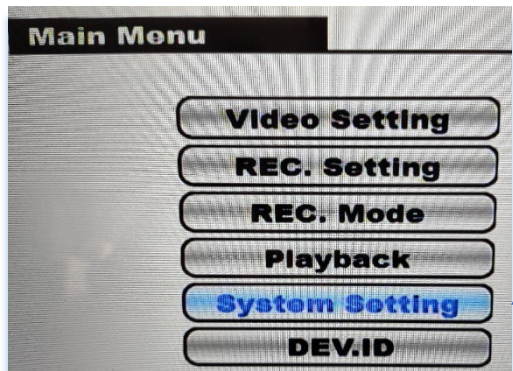 Main Menu
Video Setting
REC. Setting
REC. Mode
Playback
System Setting
DEV.ID